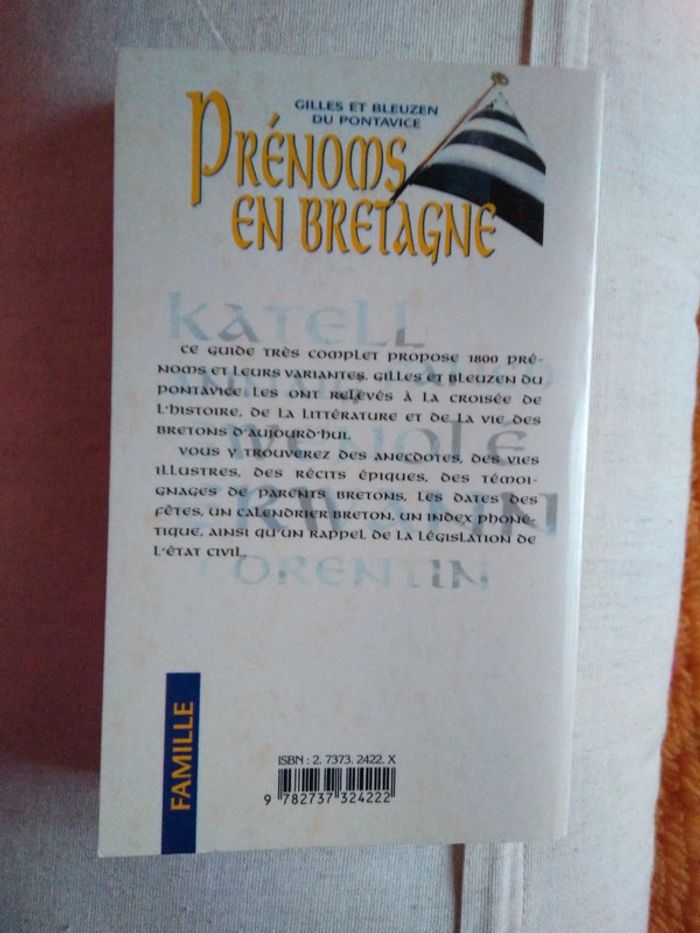 GILLES ET BLEUZEN
DU PONTAVICE
PRÉNOMS
EN BRETAGNE
KATELL
CE GUIDE TRÈS COMPLET PROPOSE 1800 PRÉ-
NOMS ET LEURS VARIANTES. GILLES ET BLEUZEN DU
PONTAVICE LES ONT RELEVÉS À LA CROISÉE DE
L'HISTOIRE, DE LA LITTÉRATURE ET DE LA VIE DES
BRETONS D'AUJOURD'HUI.
VOUS Y TROUVEREZ DES ANECDOTES, DES VIES
ILLUSTRES, DES RÉCITS ÉPIQUES, DES TÉMOI-
GNAGES DE PARENTS BRETONS, LES DATES DES
FÊTES, UN CALENDRIER BRETON, UN INDEX PHONÉ-
TIQUE, AINSI QU'UN RAPPEL DE LA LÉGISLATION DE
L'ÉTAT CIVIL.
ORENTIN
FAMILLE
ISBN : 2. 7373. 2422. X
9 782737 324222